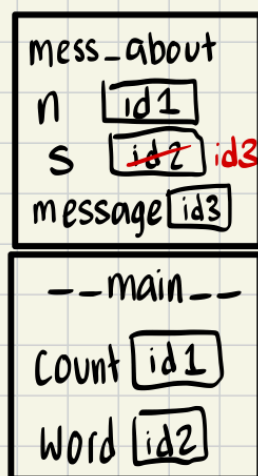 mess_about
n id1
s id2 id3
message id3
__main__
count id1
word id2